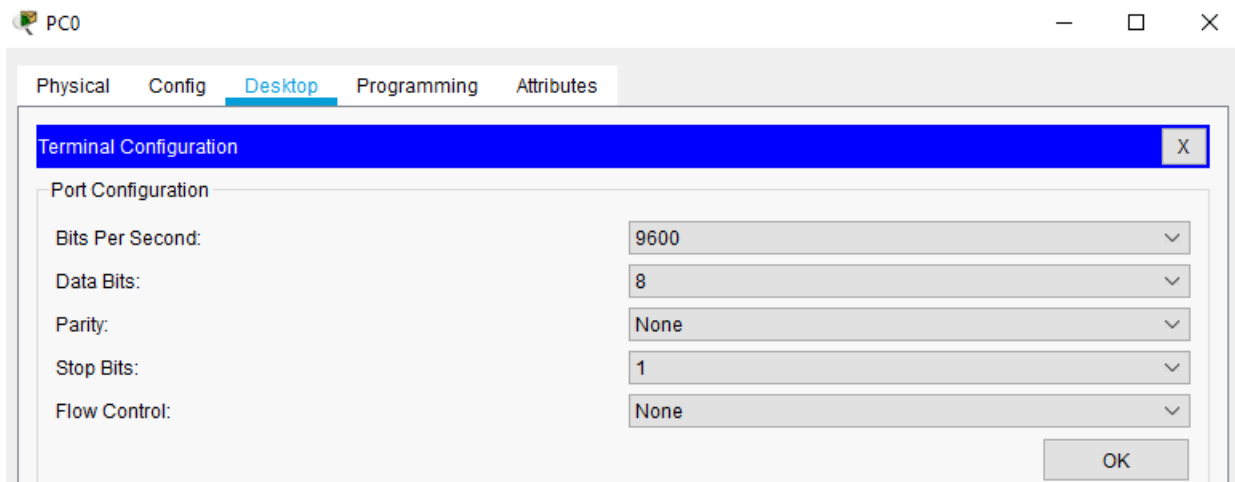 PC0
Physical Config Desktop Programming Attributes
Terminal Configuration X
Port Configuration
Bits Per Second: 9600
Data Bits: 8
Parity: None
Stop Bits: 1
Flow Control: None
OK